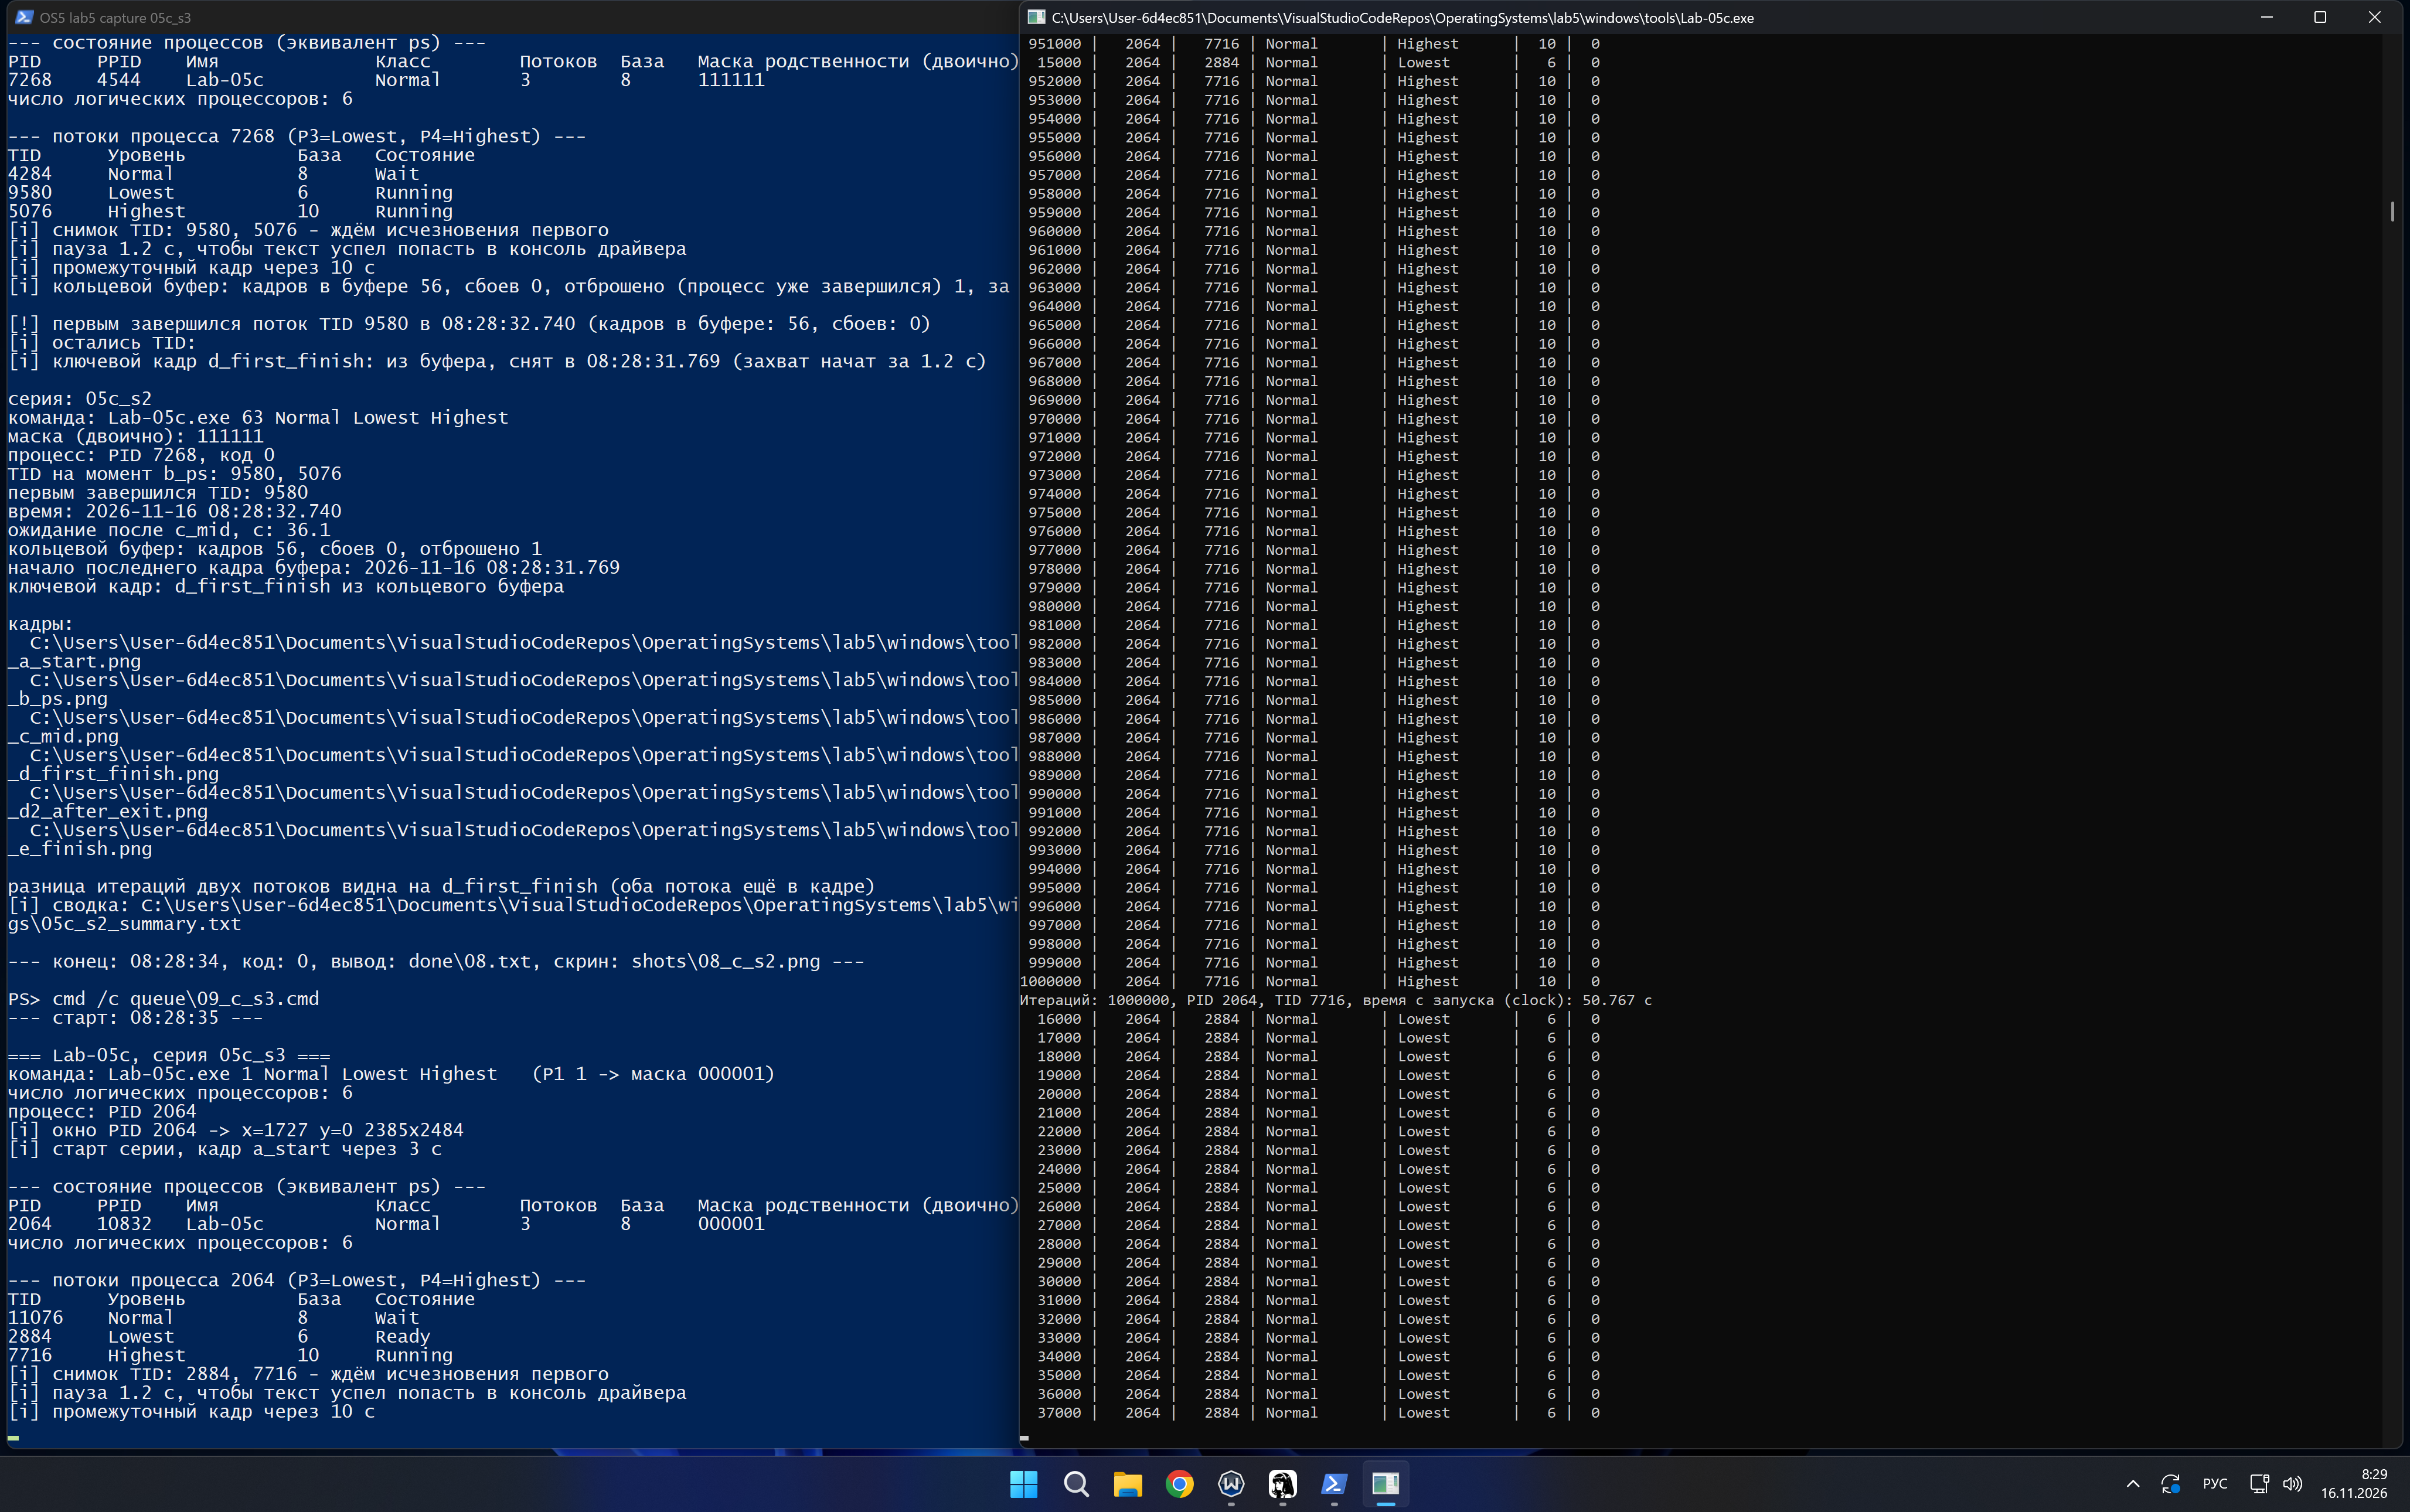 OS5 lab5 capture 05c_s3
--- состояние процессов (эквивалент ps) ---
PID PPID Имя Класс Потоков База Маска родственности (двоично)
7268 4544 Lab-05c Normal 3 8 111111
число логических процессоров: 6
--- потоки процесса 7268 (P3=Lowest, P4=Highest) ---
TID Уровень База Состояние
4284 Normal 8 Wait
9580 Lowest 6 Running
5076 Highest 10 Running
[i] снимок TID: 9580, 5076 - ждём исчезновения первого
[i] пауза 1.2 с, чтобы текст успел попасть в консоль драйвера
[i] промежуточный кадр через 10 с
[i] кольцевой буфер: кадров в буфере 56, сбоев 0, отброшено (процесс уже завершился) 1, за
[!] первым завершился поток TID 9580 в 08:28:32.740 (кадров в буфере: 56, сбоев: 0)
[i] остались TID:
[i] ключевой кадр d_first_finish: из буфера, снят в 08:28:31.769 (захват начат за 1.2 с)
серия: 05c_s2
команда: Lab-05c.exe 63 Normal Lowest Highest
маска (двоично): 111111
процесс: PID 7268, код 0
TID на момент b_ps: 9580, 5076
первым завершился TID: 9580
время: 2026-11-16 08:28:32.740
ожидание после c_mid, с: 36.1
кольцевой буфер: кадров 56, сбоев 0, отброшено 1
начало последнего кадра буфера: 2026-11-16 08:28:31.769
ключевой кадр: d_first_finish из кольцевого буфера
кадры:
C:\Users\User-6d4ec851\Documents\VisualStudioCodeRepos\OperatingSystems\lab5\windows\tool
_a_start.png
C:\Users\User-6d4ec851\Documents\VisualStudioCodeRepos\OperatingSystems\lab5\windows\tool
_b_ps.png
C:\Users\User-6d4ec851\Documents\VisualStudioCodeRepos\OperatingSystems\lab5\windows\tool
_c_mid.png
C:\Users\User-6d4ec851\Documents\VisualStudioCodeRepos\OperatingSystems\lab5\windows\tool
_d_first_finish.png
C:\Users\User-6d4ec851\Documents\VisualStudioCodeRepos\OperatingSystems\lab5\windows\tool
_d2_after_exit.png
C:\Users\User-6d4ec851\Documents\VisualStudioCodeRepos\OperatingSystems\lab5\windows\tool
_e_finish.png
разница итераций двух потоков видна на d_first_finish (оба потока ещё в кадре)
[i] сводка: C:\Users\User-6d4ec851\Documents\VisualStudioCodeRepos\OperatingSystems\lab5\wi
gs\05c_s2_summary.txt
--- конец: 08:28:34, код: 0, вывод: done\08.txt, скрин: shots\08_c_s2.png ---
PS> cmd /c queue\09_c_s3.cmd
--- старт: 08:28:35 ---
=== Lab-05c, серия 05c_s3 ===
команда: Lab-05c.exe 1 Normal Lowest Highest (P1 1 -> маска 000001)
число логических процессоров: 6
процесс: PID 2064
[i] окно PID 2064 -> x=1727 y=0 2385x2484
[i] старт серии, кадр a_start через 3 с
--- состояние процессов (эквивалент ps) ---
PID PPID Имя Класс Потоков База Маска родственности (двоично)
2064 10832 Lab-05c Normal 3 8 000001
число логических процессоров: 6
--- потоки процесса 2064 (P3=Lowest, P4=Highest) ---
TID Уровень База Состояние
11076 Normal 8 Wait
2884 Lowest 6 Ready
7716 Highest 10 Running
[i] снимок TID: 2884, 7716 - ждём исчезновения первого
[i] пауза 1.2 с, чтобы текст успел попасть в консоль драйвера
[i] промежуточный кадр через 10 с
C:\Users\User-6d4ec851\Documents\VisualStudioCodeRepos\OperatingSystems\lab5\windows\tools\Lab-05c.exe
951000 | 2064 | 7716 | Normal | Highest | 10 | 0
15000 | 2064 | 2884 | Normal | Lowest | 6 | 0
952000 | 2064 | 7716 | Normal | Highest | 10 | 0
953000 | 2064 | 7716 | Normal | Highest | 10 | 0
954000 | 2064 | 7716 | Normal | Highest | 10 | 0
955000 | 2064 | 7716 | Normal | Highest | 10 | 0
956000 | 2064 | 7716 | Normal | Highest | 10 | 0
957000 | 2064 | 7716 | Normal | Highest | 10 | 0
958000 | 2064 | 7716 | Normal | Highest | 10 | 0
959000 | 2064 | 7716 | Normal | Highest | 10 | 0
960000 | 2064 | 7716 | Normal | Highest | 10 | 0
961000 | 2064 | 7716 | Normal | Highest | 10 | 0
962000 | 2064 | 7716 | Normal | Highest | 10 | 0
963000 | 2064 | 7716 | Normal | Highest | 10 | 0
964000 | 2064 | 7716 | Normal | Highest | 10 | 0
965000 | 2064 | 7716 | Normal | Highest | 10 | 0
966000 | 2064 | 7716 | Normal | Highest | 10 | 0
967000 | 2064 | 7716 | Normal | Highest | 10 | 0
968000 | 2064 | 7716 | Normal | Highest | 10 | 0
969000 | 2064 | 7716 | Normal | Highest | 10 | 0
970000 | 2064 | 7716 | Normal | Highest | 10 | 0
971000 | 2064 | 7716 | Normal | Highest | 10 | 0
972000 | 2064 | 7716 | Normal | Highest | 10 | 0
973000 | 2064 | 7716 | Normal | Highest | 10 | 0
974000 | 2064 | 7716 | Normal | Highest | 10 | 0
975000 | 2064 | 7716 | Normal | Highest | 10 | 0
976000 | 2064 | 7716 | Normal | Highest | 10 | 0
977000 | 2064 | 7716 | Normal | Highest | 10 | 0
978000 | 2064 | 7716 | Normal | Highest | 10 | 0
979000 | 2064 | 7716 | Normal | Highest | 10 | 0
980000 | 2064 | 7716 | Normal | Highest | 10 | 0
981000 | 2064 | 7716 | Normal | Highest | 10 | 0
982000 | 2064 | 7716 | Normal | Highest | 10 | 0
983000 | 2064 | 7716 | Normal | Highest | 10 | 0
984000 | 2064 | 7716 | Normal | Highest | 10 | 0
985000 | 2064 | 7716 | Normal | Highest | 10 | 0
986000 | 2064 | 7716 | Normal | Highest | 10 | 0
987000 | 2064 | 7716 | Normal | Highest | 10 | 0
988000 | 2064 | 7716 | Normal | Highest | 10 | 0
989000 | 2064 | 7716 | Normal | Highest | 10 | 0
990000 | 2064 | 7716 | Normal | Highest | 10 | 0
991000 | 2064 | 7716 | Normal | Highest | 10 | 0
992000 | 2064 | 7716 | Normal | Highest | 10 | 0
993000 | 2064 | 7716 | Normal | Highest | 10 | 0
994000 | 2064 | 7716 | Normal | Highest | 10 | 0
995000 | 2064 | 7716 | Normal | Highest | 10 | 0
996000 | 2064 | 7716 | Normal | Highest | 10 | 0
997000 | 2064 | 7716 | Normal | Highest | 10 | 0
998000 | 2064 | 7716 | Normal | Highest | 10 | 0
999000 | 2064 | 7716 | Normal | Highest | 10 | 0
1000000 | 2064 | 7716 | Normal | Highest | 10 | 0
Итераций: 1000000, PID 2064, TID 7716, время с запуска (clock): 50.767 с
16000 | 2064 | 2884 | Normal | Lowest | 6 | 0
17000 | 2064 | 2884 | Normal | Lowest | 6 | 0
18000 | 2064 | 2884 | Normal | Lowest | 6 | 0
19000 | 2064 | 2884 | Normal | Lowest | 6 | 0
20000 | 2064 | 2884 | Normal | Lowest | 6 | 0
21000 | 2064 | 2884 | Normal | Lowest | 6 | 0
22000 | 2064 | 2884 | Normal | Lowest | 6 | 0
23000 | 2064 | 2884 | Normal | Lowest | 6 | 0
24000 | 2064 | 2884 | Normal | Lowest | 6 | 0
25000 | 2064 | 2884 | Normal | Lowest | 6 | 0
26000 | 2064 | 2884 | Normal | Lowest | 6 | 0
27000 | 2064 | 2884 | Normal | Lowest | 6 | 0
28000 | 2064 | 2884 | Normal | Lowest | 6 | 0
29000 | 2064 | 2884 | Normal | Lowest | 6 | 0
30000 | 2064 | 2884 | Normal | Lowest | 6 | 0
31000 | 2064 | 2884 | Normal | Lowest | 6 | 0
32000 | 2064 | 2884 | Normal | Lowest | 6 | 0
33000 | 2064 | 2884 | Normal | Lowest | 6 | 0
34000 | 2064 | 2884 | Normal | Lowest | 6 | 0
35000 | 2064 | 2884 | Normal | Lowest | 6 | 0
36000 | 2064 | 2884 | Normal | Lowest | 6 | 0
37000 | 2064 | 2884 | Normal | Lowest | 6 | 0
РУС
8:29
16.11.2026